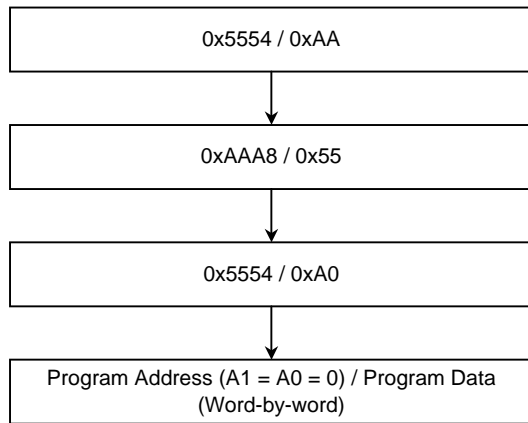 0x5554 / 0xAA
0xAAA8 / 0x55
0x5554 / 0xA0
Program Address (A1 = A0 = 0) / Program Data
(Word-by-word)